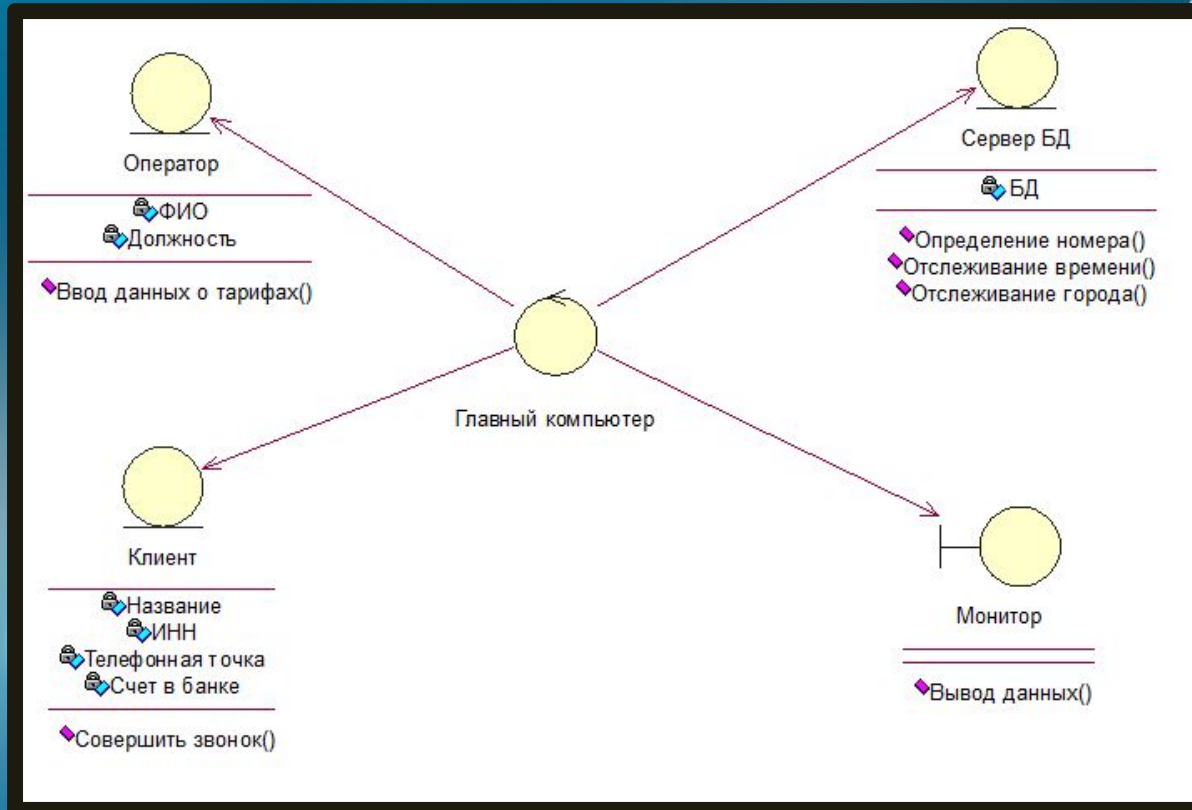 Оператор
ФИО
Должность
Ввод данных о тарифах()
Сервер БД
БД
Определение номера()
Отслеживание времени()
Отслеживание города()
Главный компьютер
Клиент
Название
ИНН
Телефонная точка
Счет в банке
Совершить звонок()
Монитор
Вывод данных()